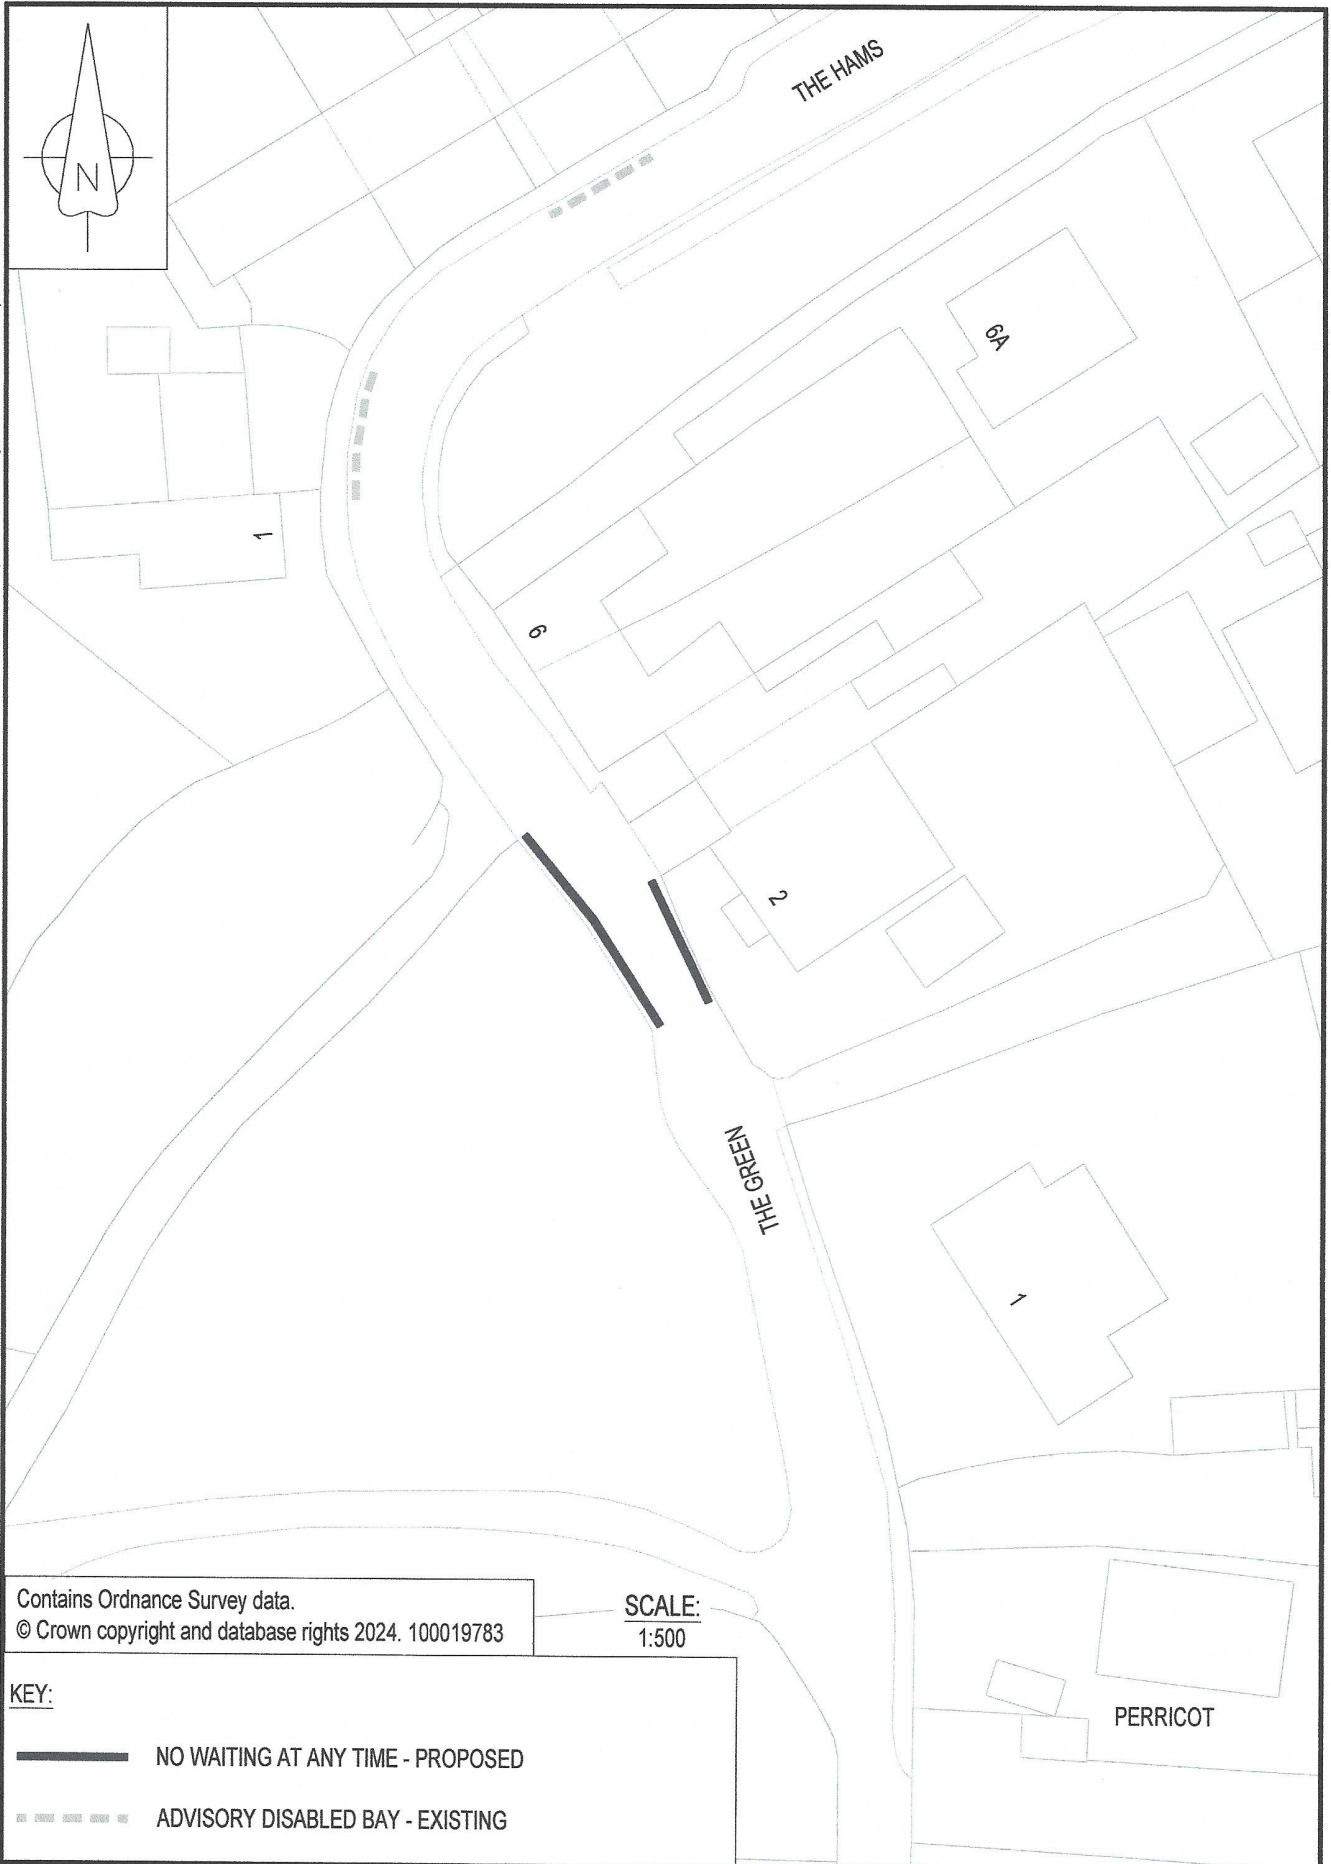 N
THE HAMS
6A
1
6
2
THE GREEN
1
Contains Ordnance Survey data.
© Crown copyright and database rights 2024. 100019783
SCALE:
1:500
PERRICOT
KEY:
NO WAITING AT ANY TIME - PROPOSED
ADVISORY DISABLED BAY - EXISTING